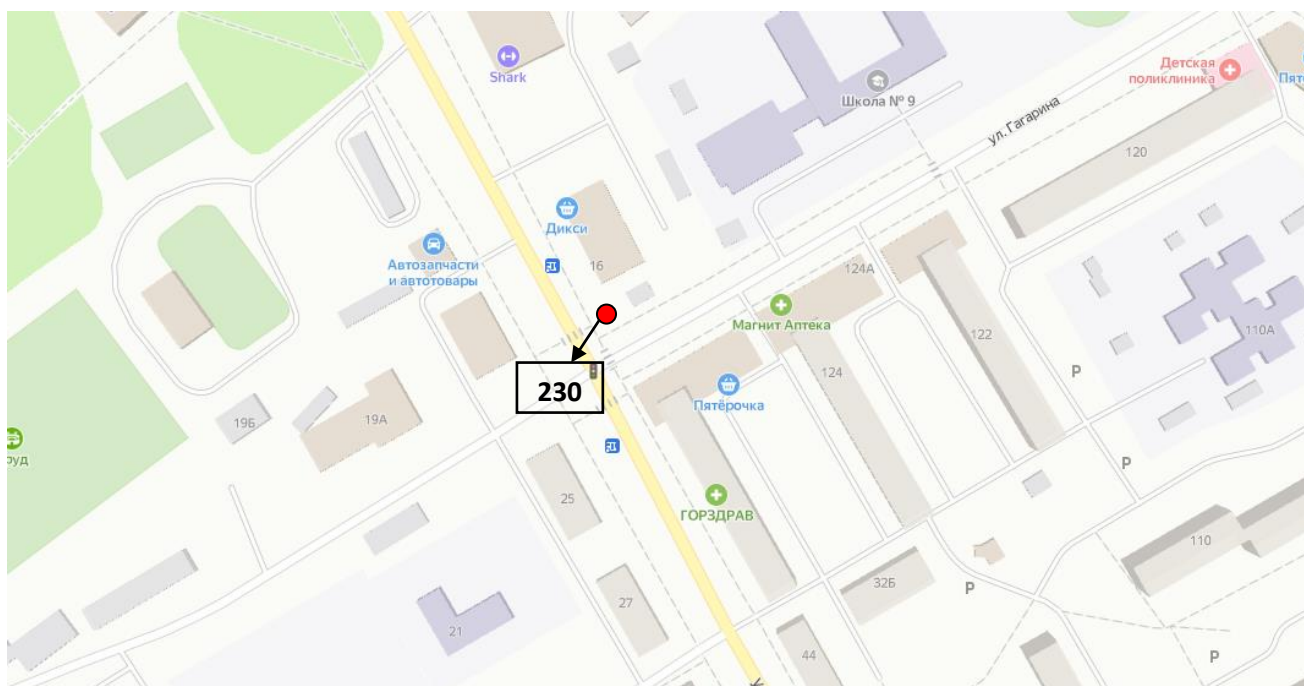 Shark
Школа № 9
Детская
поликлиника
Пят
ул. Гагарина
120
Дикси
16
Автозапчасти
и автотовары
124А
Магнит Аптека
122
110А
124
P
230
Пятёрочка
19Б
19А
руд
P
25
ГОРЗДРАВ
110
32Б
P
27
21
44
P